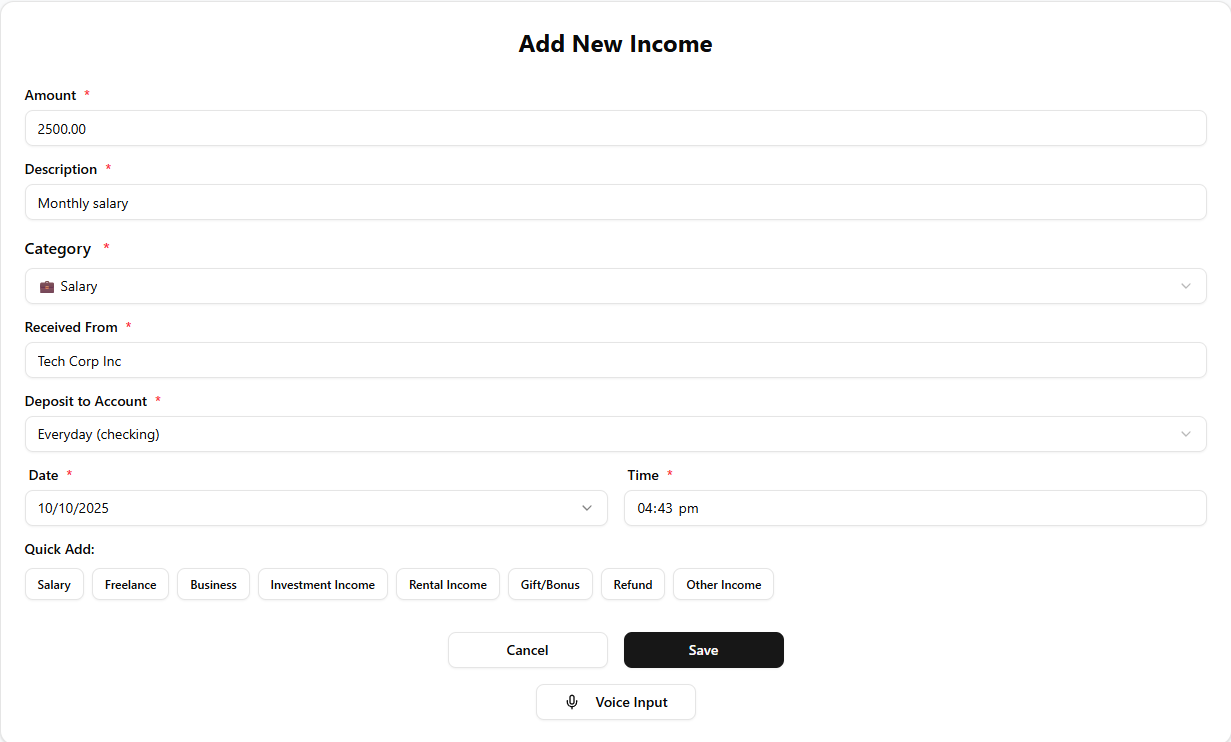 Add New Income
Amount *
2500.00
Description *
Monthly salary
Category *
💼 Salary
Received From *
Tech Corp Inc
Deposit to Account *
Everyday (checking)
Date * Time *
10/10/2025 04:43 pm
Quick Add:
Salary Freelance Business Investment Income Rental Income Gift/Bonus Refund Other Income
Cancel Save
Voice Input